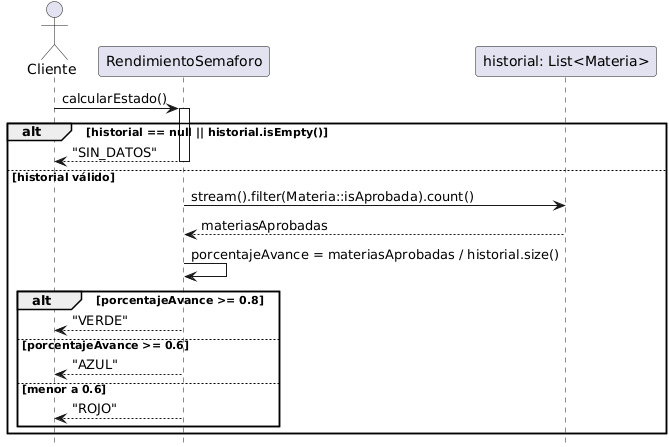 Cliente
RendimientoSemaforo
historial: List<Materia>
calcularEstado()
alt
[historial == null || historial.isEmpty()]
"SIN_DATOS"
[historial válido]
stream().filter(Materia::isAprobada).count()
materiasAprobadas
porcentajeAvance = materiasAprobadas / historial.size()
alt
[porcentajeAvance >= 0.8]
"VERDE"
[porcentajeAvance >= 0.6]
"AZUL"
[menor a 0.6]
"ROJO"